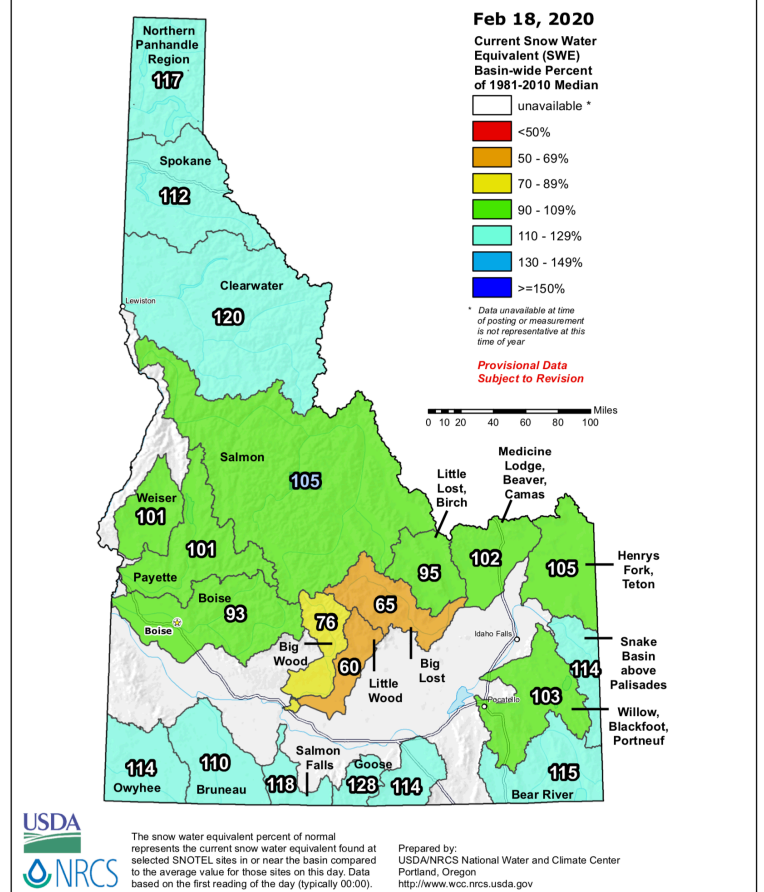 Feb 18, 2020
Current Snow Water
Equivalent (SWE)
Basin-wide Percent
of 1981-2010 Median
unavailable *
<50%
50 - 69%
70 - 89%
90 - 109%
110 - 129%
130 - 149%
>=150%
* Data unavailable at time
of posting or measurement
is not representative at this
time of year
Provisional Data
Subject to Revision
Miles
0 10 20 40 60 80 100
Northern
Panhandle
Region
117
Spokane
112
Clearwater
120
Lewiston
Salmon
105
Weiser
101
101
Payette
Boise
93
Boise
Little
Lost,
Birch
95
Medicine
Lodge,
Beaver,
Camas
102
Henrys
Fork,
Teton
105
76
Big
Wood
65
Big
Lost
60
Little
Wood
Idaho Falls
Snake
Basin
above
Palisades
114
Pocatello
103
Willow,
Blackfoot,
Portneuf
114
Owyhee
110
Bruneau
Salmon
Falls
118
Goose
128
114
115
Bear River
USDA
NRCS
The snow water equivalent percent of normal
represents the current snow water equivalent found at
selected SNOTEL sites in or near the basin compared
to the average value for those sites on this day. Data
based on the first reading of the day (typically 00:00).
Prepared by:
USDA/NRCS National Water and Climate Center
Portland, Oregon
http://www.wcc.nrcs.usda.gov